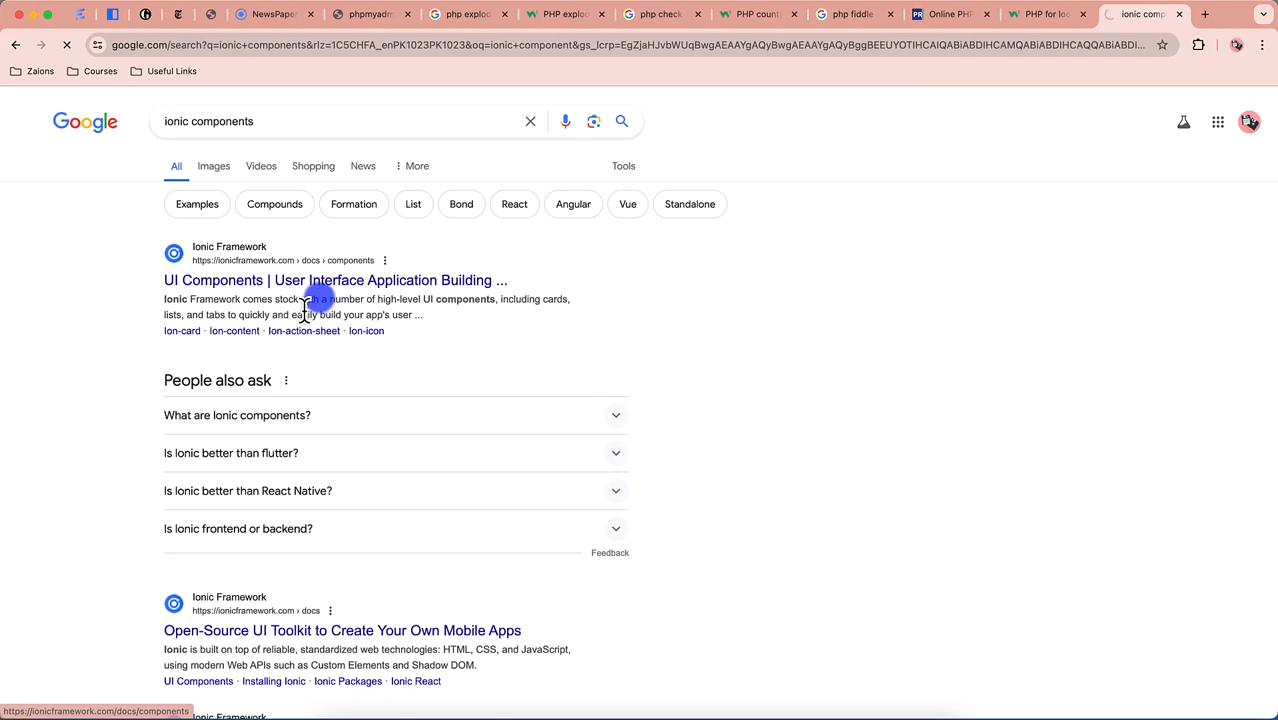 NewsPaper
phpmyadm
php explod
PHP explo
php check
PHP count(
php fiddle
Online PHP
PHP for loo
ionic comp
google.com/search?q=ionic+components&rlz=1C5CHFA_enPK1023PK1023&oq=ionic+component&gs_lcrp=EgZjaHJvbWUqBwgAEAAYgAQyBwgAEAAYgAQyBggBEEUYOTIHCAIQABiABDIHCAMQABiABDIHCAQQABiABDI...
Zaions Courses Useful Links
Google
ionic components
All Images Videos Shopping News More Tools
Examples Compounds Formation List Bond React Angular Vue Standalone
Ionic Framework
https://ionicframework.com › docs › components
UI Components | User Interface Application Building ...
Ionic Framework comes stock with a number of high-level UI components, including cards,
lists, and tabs to quickly and easily build your app's user ...
Ion-card · Ion-content · Ion-action-sheet · Ion-icon
People also ask
What are Ionic components?
Is Ionic better than flutter?
Is Ionic better than React Native?
Is Ionic frontend or backend?
Feedback
Ionic Framework
https://ionicframework.com › docs
Open-Source UI Toolkit to Create Your Own Mobile Apps
Ionic is built on top of reliable, standardized web technologies: HTML, CSS, and JavaScript,
using modern Web APIs such as Custom Elements and Shadow DOM.
UI Components · Installing Ionic · Ionic Packages · Ionic React
https://ionicframework.com/docs/components
Ionic Framework